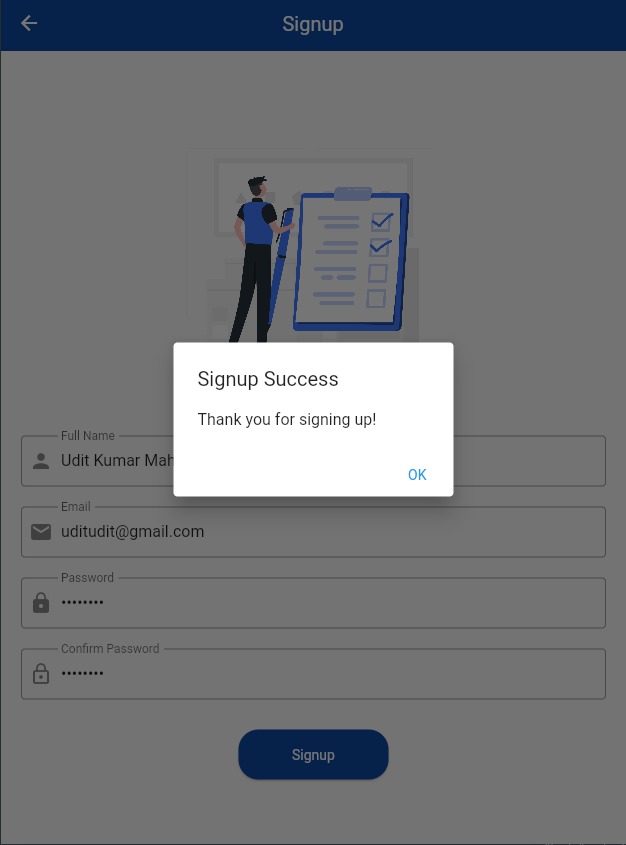 Signup
Signup Success
Thank you for signing up!
OK
Full Name
Udit Kumar
Email
uditudit@gmail.com
Password
••••••••
Confirm Password
••••••••
Signup